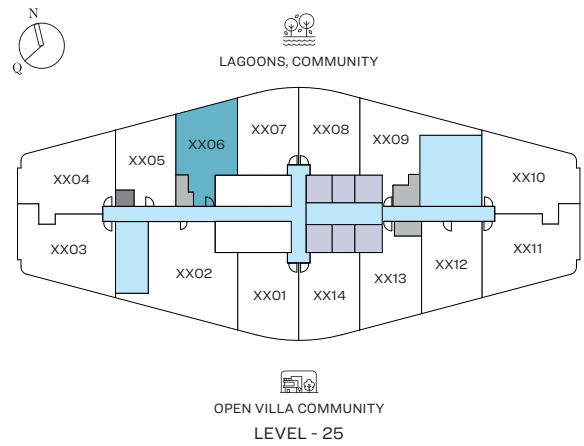 N
Q
LAGOONS, COMMUNITY
XX07 XX08
XX06 XX09
XX05
XX04 XX10
XX03 XX11
XX02 XX13 XX12
XX01 XX14
OPEN VILLA COMMUNITY
LEVEL - 25